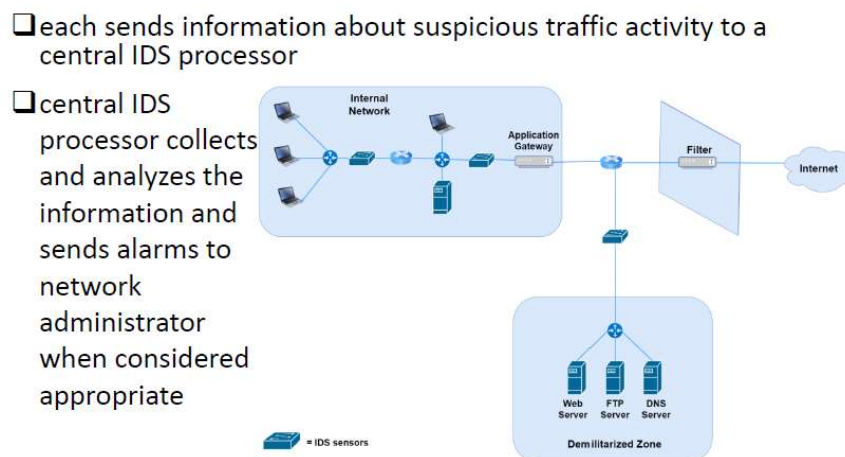 ❑each sends information about suspicious traffic activity to a
central IDS processor
❑central IDS
processor collects
and analyzes the
information and
sends alarms to
network
administrator
when considered
appropriate
Internal
Network
Application
Gateway
Filter
Internet
Web
Server
FTP
Server
DNS
Server
Demilitarized Zone
= IDS sensors